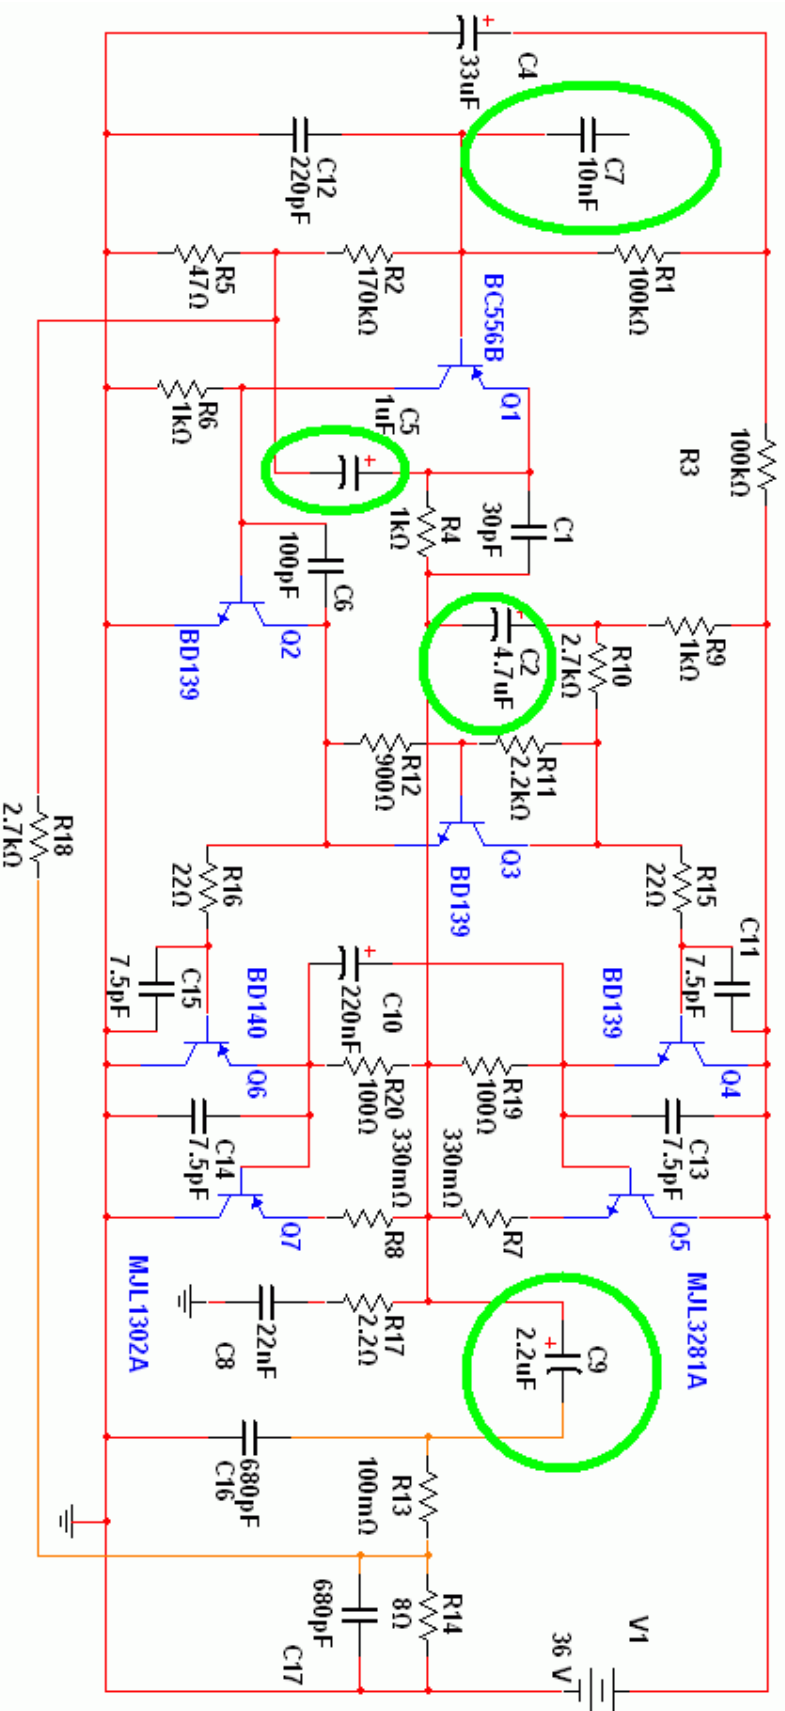 C4
33uF
C7
10nF
C12
220pF
R1
100kΩ
R2
170kΩ
R5
47Ω
BC556B
Q1
R6
1kΩ
C5
1uF
R3
100kΩ
R4
1kΩ
C1
30pF
C6
100pF
Q2
BD139
C2
4.7uF
R9
1kΩ
R10
2.7kΩ
R11
2.2kΩ
R12
900Ω
Q3
BD139
R18
2.7kΩ
R16
22Ω
R15
22Ω
C11
7.5pF
C15
7.5pF
BD140
Q6
C10
220nF
BD139
Q4
R20
100Ω
R19
100Ω
C14
7.5pF
C13
7.5pF
330mΩ
R8
330mΩ
R7
Q7
MJL1302A
Q5
MJL3281A
R17
2.2Ω
22nF
C8
C9
2.2uF
680pF
C16
R13
100mΩ
R14
8Ω
680pF
C17
V1
36 V